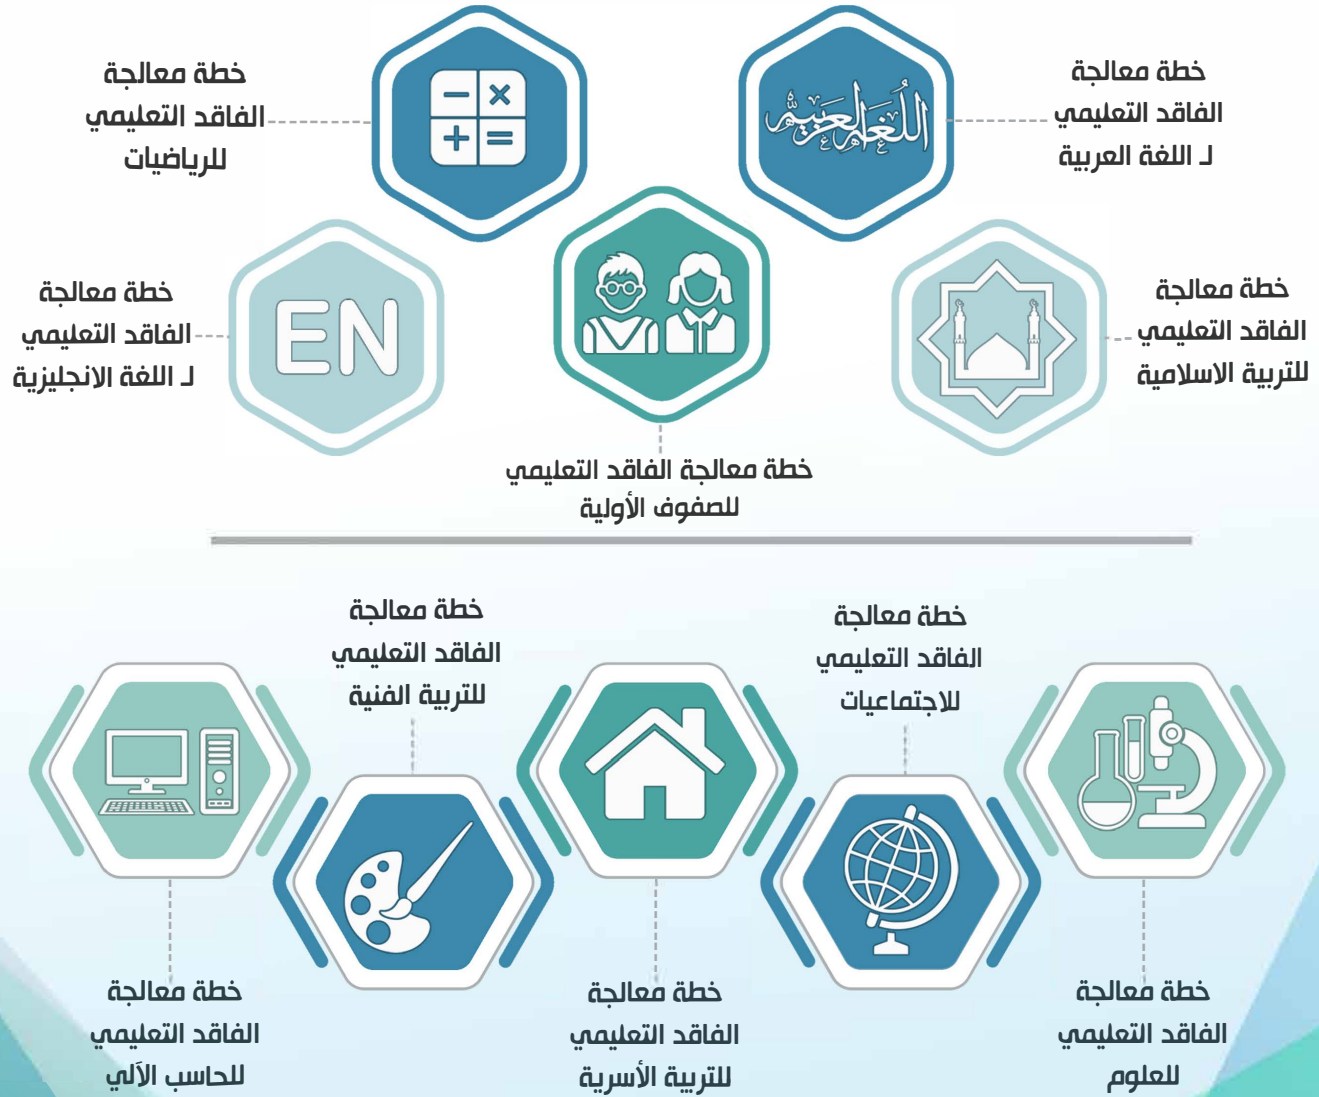 خطة معالجة
الفاقد التعليمي
لـ اللغة العربية
اللغة العربية
خطة معالجة
الفاقد التعليمي
للرياضيات
خطة معالجة
الفاقد التعليمي
للتربية الاسلامية
خطة معالجة
الفاقد التعليمي
لـ اللغة الانجليزية
EN
خطة معالجة الفاقد التعليمي
للصفوف الأولية
خطة معالجة
الفاقد التعليمي
للاجتماعيات
خطة معالجة
الفاقد التعليمي
للتربية الفنية
خطة معالجة
الفاقد التعليمي
للعلوم
خطة معالجة
الفاقد التعليمي
للتربية الأسرية
خطة معالجة
الفاقد التعليمي
للحاسب الآلي